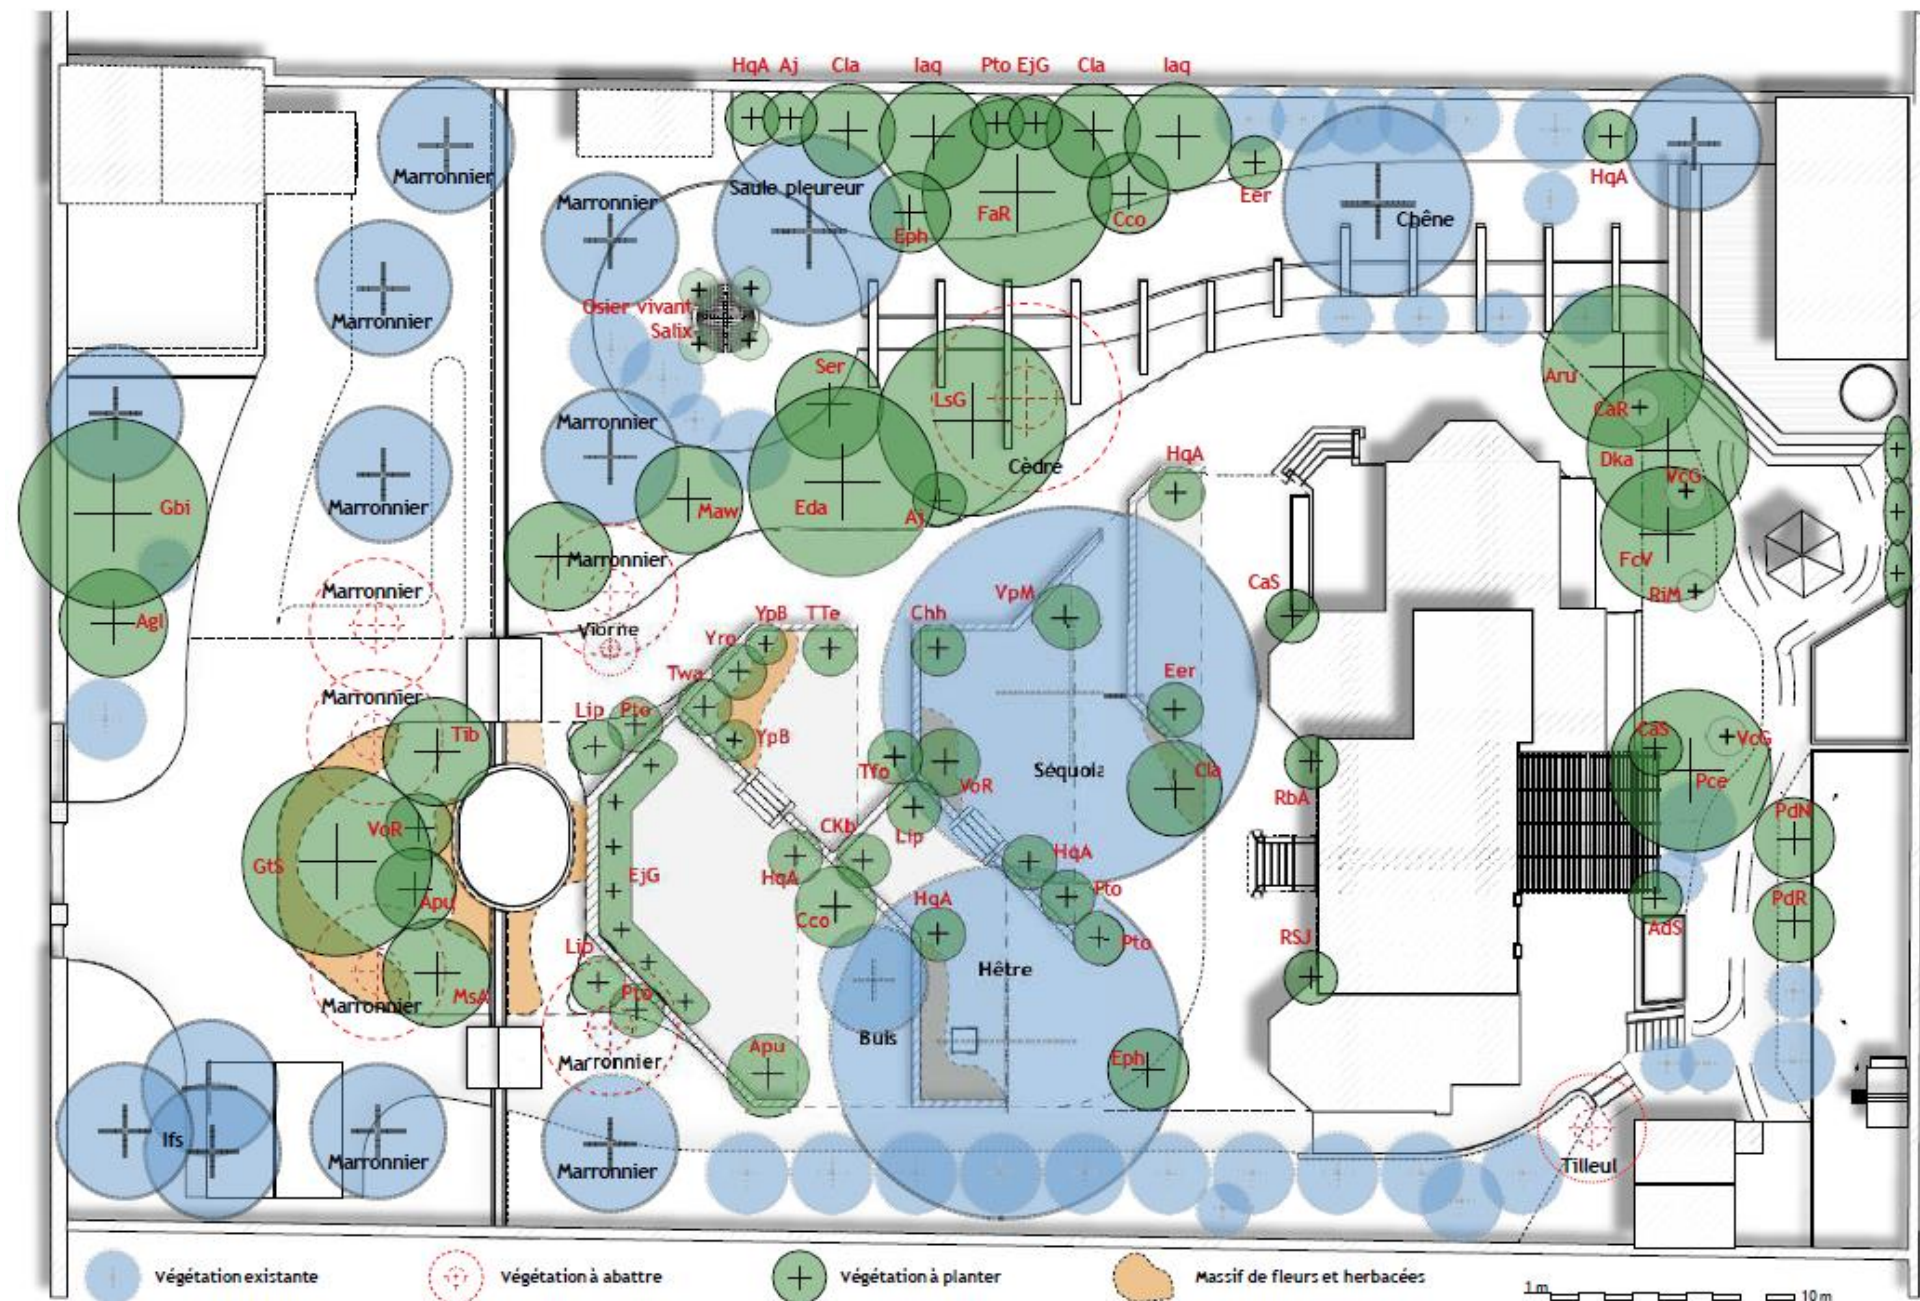 HqA Aj Cla Iaq Pto EjG Cla Iaq
Marronnier
Marronnier
Saule pleureur
Eph
FaR
Cco
Eer
Chêne
HqA
Marronnier
Osier vivant
Salix
Ser
LsG
Cèdre
Aru
CaR
Dka
VcG
FcV
RiM
Marronnier
Marronnier
Maw
Eda
Aj
HqA
Gbi
Agl
Marronnier
Marronnier
Viorne
YpB
TTe
Yro
Twa
YpB
Chh
VpM
CaS
Eer
Marronnier
Tib
Lip
Pto
Tfo
VoR
Séquoia
Cla
RbA
CaS
VcG
Pce
PdN
PdR
AdS
VoR
GtS
Apu
EjG
CKb
HqA
Lip
HqA
Pto
Cco
HqA
Pto
RSJ
MsA
Marronnier
Lip
Pto
Marronnier
Apu
Buis
Hêtre
Eph
Ifs
Marronnier
Marronnier
Tilleul
Végétation existante
Végétation à abattre
Végétation à planter
Massif de fleurs et herbacées
1 m
10 m